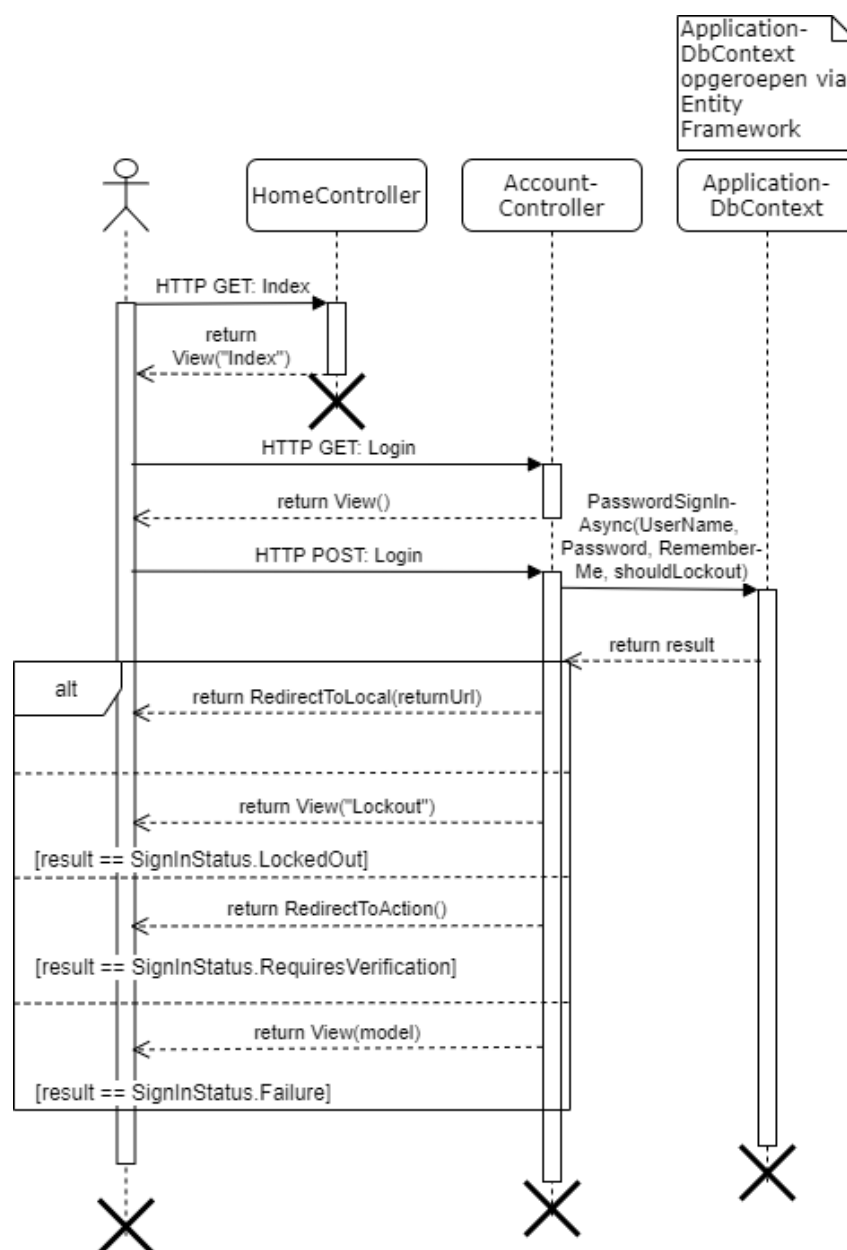 Application-
DbContext
opgeroepen via
Entity
Framework
HomeController
Account-
Controller
Application-
DbContext
HTTP GET: Index
return
View("Index")
HTTP GET: Login
return View()
PasswordSignIn-
Async(UserName,
Password, Remember-
Me, shouldLockout)
HTTP POST: Login
return result
alt
return RedirectToLocal(returnUrl)
return View("Lockout")
[result == SignInStatus.LockedOut]
return RedirectToAction()
[result == SignInStatus.RequiresVerification]
return View(model)
[result == SignInStatus.Failure]